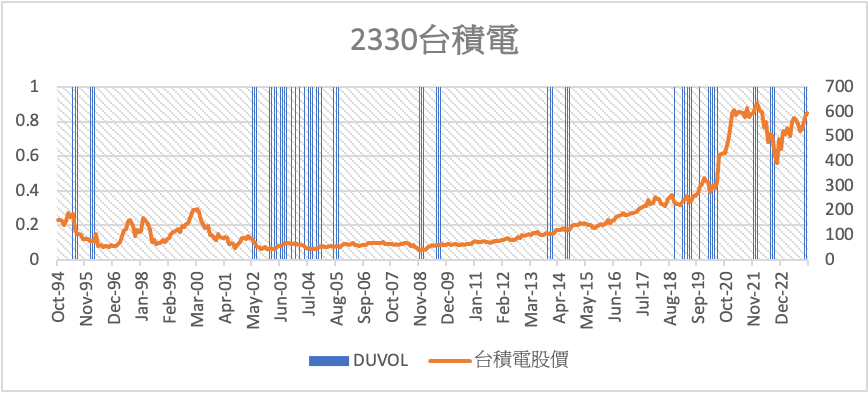 2330台積電
1
0.8
0.6
0.4
0.2
0
700
600
500
400
300
200
100
0
Oct-94
Nov-95
Dec-96
Jan-98
Feb-99
Mar-00
Apr-01
May-02
Jun-03
Jul-04
Aug-05
Sep-06
Oct-07
Nov-08
Dec-09
Jan-11
Feb-12
Mar-13
Apr-14
May-15
Jun-16
Jul-17
Aug-18
Sep-19
Oct-20
Nov-21
Dec-22
DUVOL 台積電股價